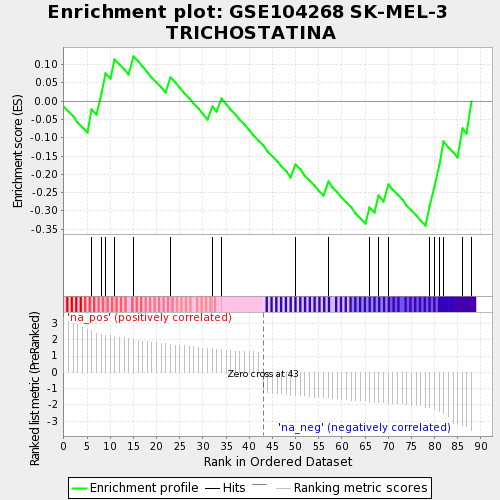 Enrichment plot: GSE104268 SK-MEL-3
TRICHOSTATINA
Enrichment score (ES)
0.10
0.05
0.00
-0.05
-0.10
-0.15
-0.20
-0.25
-0.30
-0.35
'na_pos' (positively correlated)
Ranked list metric (PreRanked)
3
2
1
0
-1
-2
-3
Zero cross at 43
'na_neg' (negatively correlated)
0 5 10 15 20 25 30 35 40 45 50 55 60 65 70 75 80 85 90
Rank in Ordered Dataset
Enrichment profile Hits Ranking metric scores